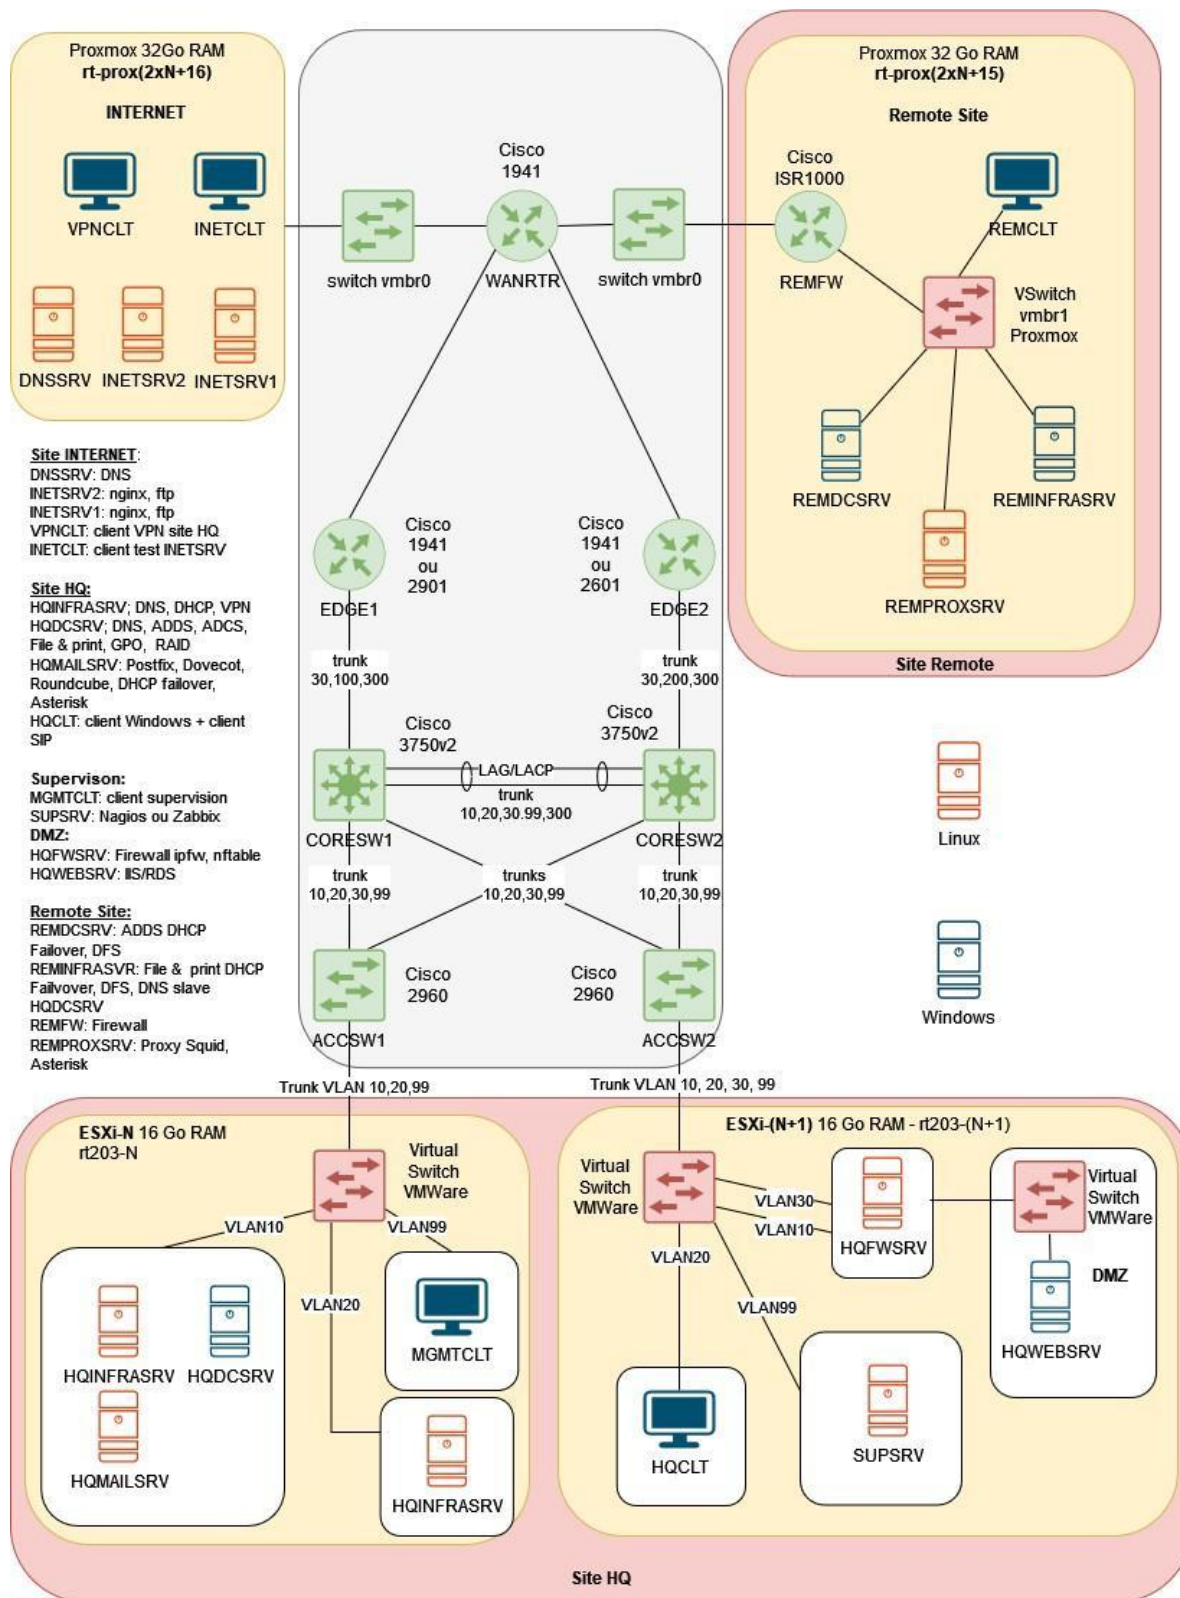 Proxmox 32Go RAM
rt-prox(2xN+16)
INTERNET
VPNCLT
INETCLT
DNSSRV
INETSRV2
INETSRV1
switch vmbr0
Cisco
1941
WANRTR
switch vmbr0
Proxmox 32 Go RAM
rt-prox(2xN+15)
Remote Site
Cisco
ISR1000
REMFW
REMCLT
VSwitch
vmbr1
Proxmox
REMDCSRV
REMINFRASRV
REMPROXSRV
Site Remote
Site INTERNET:
DNSSRV: DNS
INETSRV2: nginx, ftp
INETSRV1: nginx, ftp
VPNCLT: client VPN site HQ
INETCLT: client test INETSRV
Site HQ:
HQINFRASRV; DNS, DHCP, VPN
HQDCSRV; DNS, ADDS, ADCS,
File & print, GPO, RAID
HQMAILSRV: Postfix, Dovecot,
Roundcube, DHCP failover,
Asterisk
HQCLT: client Windows + client
SIP
Supervison:
MGMTCLT: client supervision
SUPSRV: Nagios ou Zabbix
DMZ:
HQFWSRV: Firewall ipfw, nftable
HQWEBSRV: IIS/RDS
Remote Site:
REMDCSRV: ADDS DHCP
Failover, DFS
REMINFRASVR: File & print DHCP
Failvover, DFS, DNS slave
HQDCSRV
REMFW: Firewall
REMPROXSRV: Proxy Squid,
Asterisk
Cisco
1941
ou
2901
EDGE1
Cisco
1941
ou
2601
EDGE2
trunk
30,100,300
trunk
30,200,300
Cisco
3750v2
Cisco
3750v2
LAG/LACP
trunk
10,20,30.99,300
CORESW1
CORESW2
trunk
10,20,30,99
trunks
10,20,30,99
trunk
10,20,30,99
Cisco
2960
Cisco
2960
ACCSW1
ACCSW2
Linux
Windows
Trunk VLAN 10,20,99
Trunk VLAN 10, 20, 30, 99
ESXi-N 16 Go RAM
rt203-N
Virtual
Switch
VMWare
VLAN10
VLAN99
VLAN20
HQINFRASRV
HQDCSRV
HQMAILSRV
MGMTCLT
HQINFRASRV
ESXi-(N+1) 16 Go RAM - rt203-(N+1)
Virtual
Switch
VMWare
VLAN30
VLAN10
VLAN20
VLAN99
HQFWSRV
Virtual
Switch
VMWare
DMZ
HQWEBSRV
HQCLT
SUPSRV
Site HQ